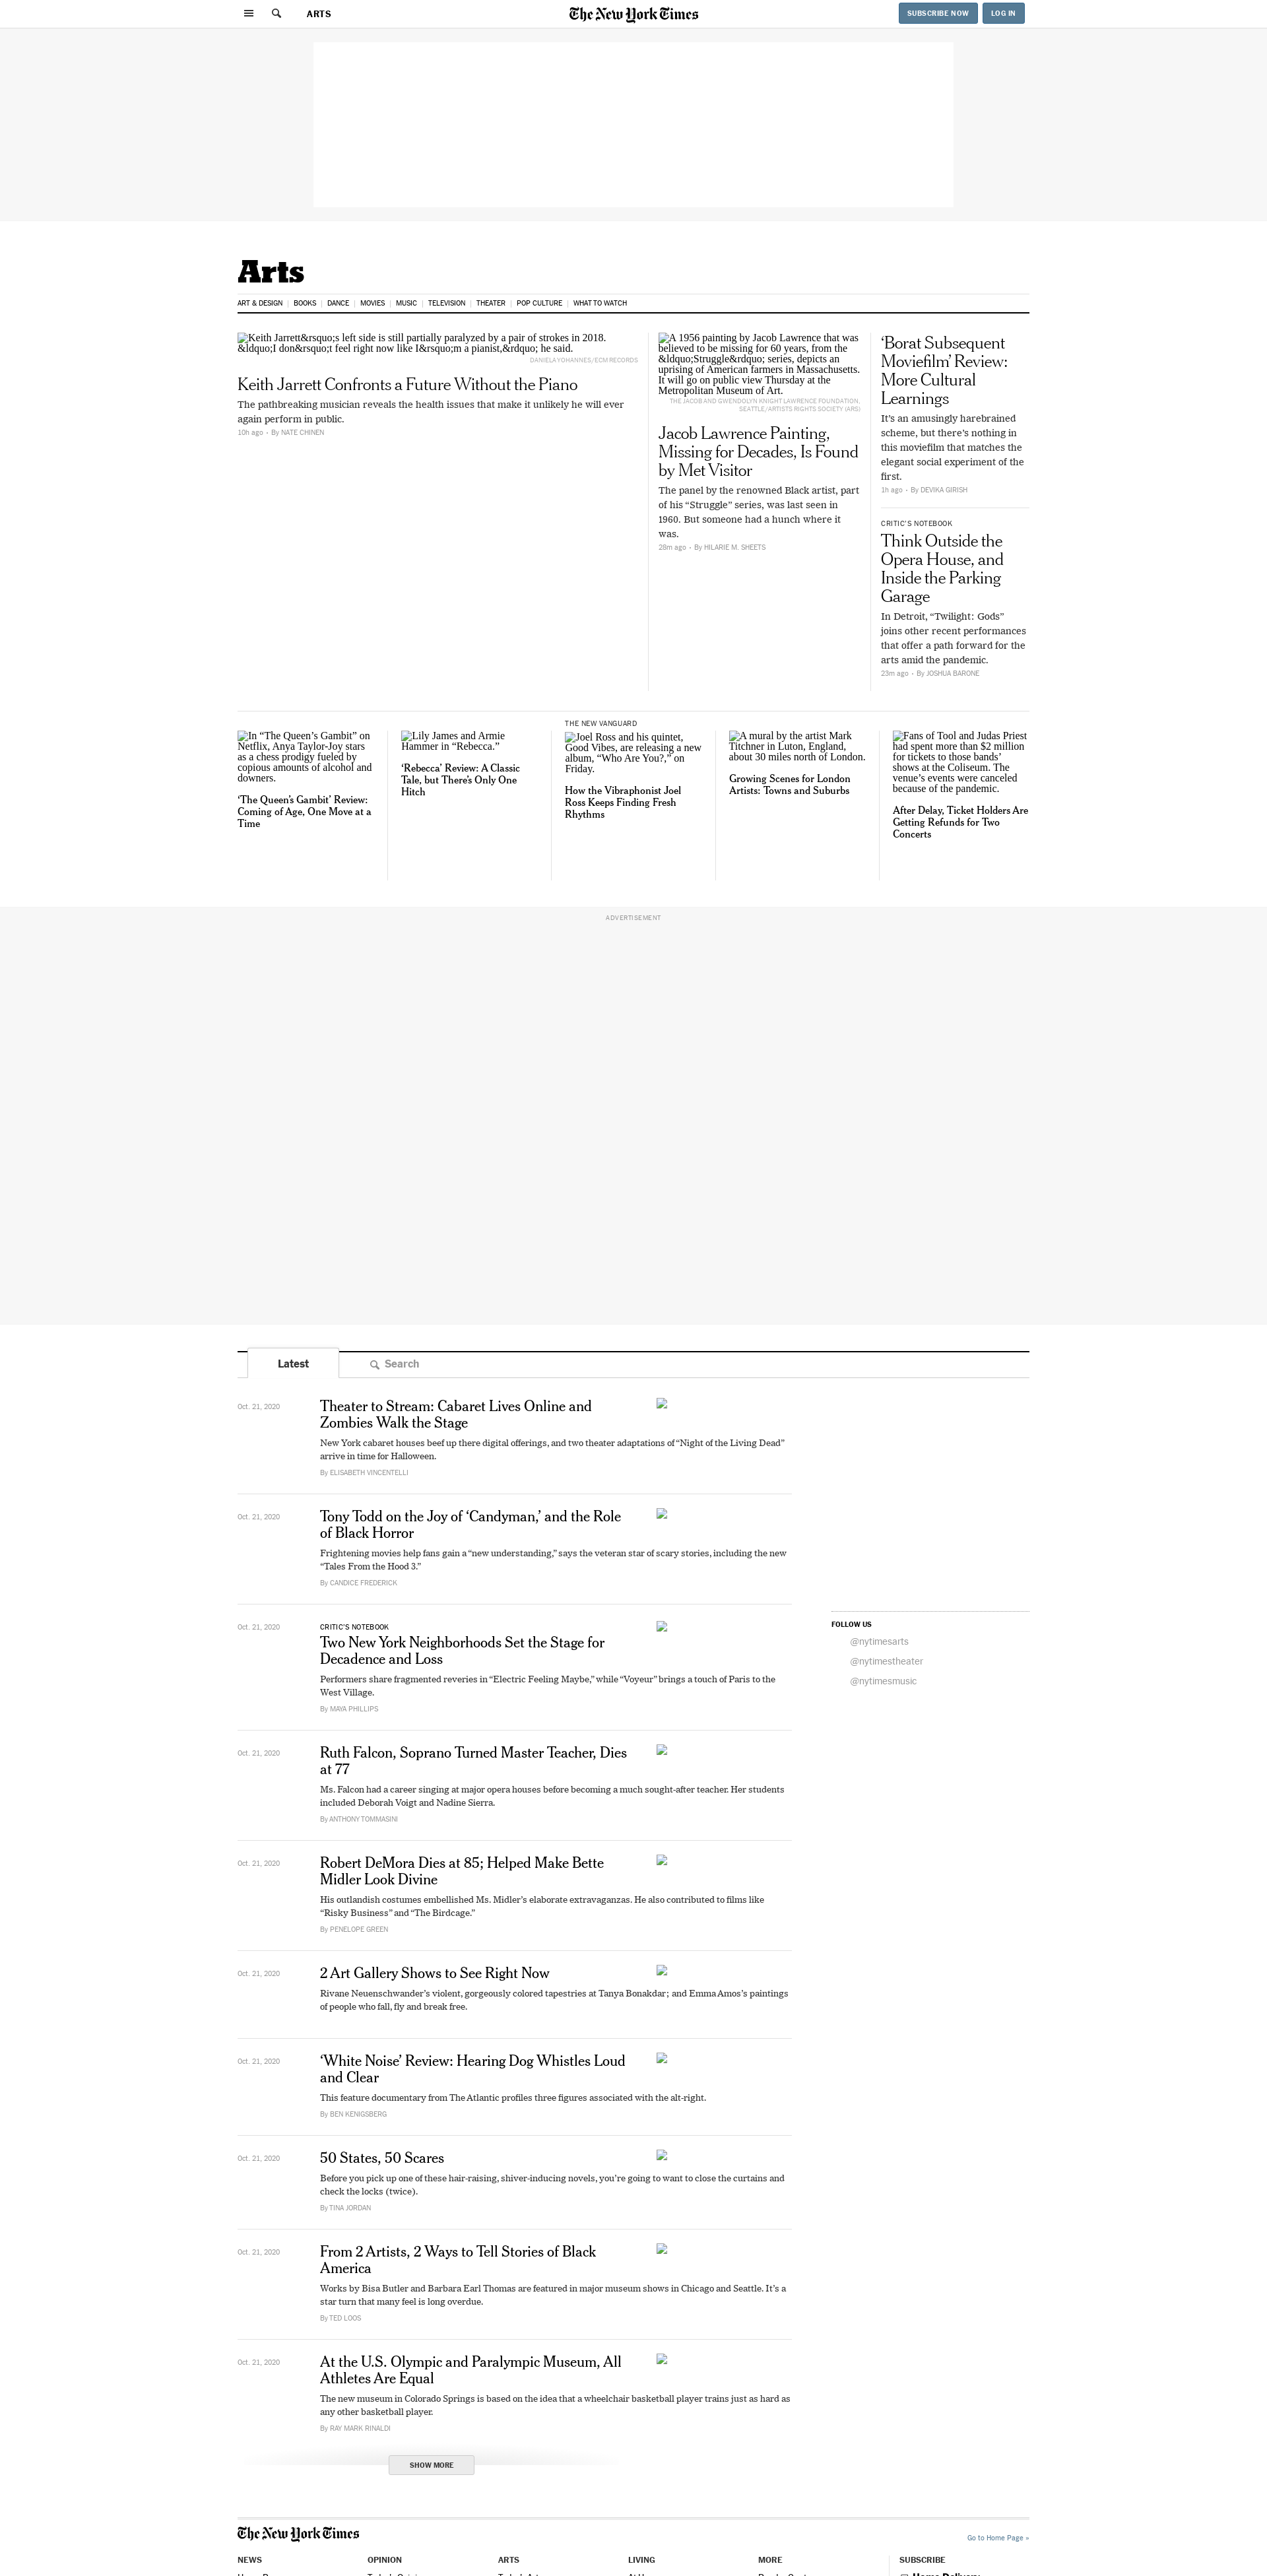 ARTS
The New York Times
SUBSCRIBE NOW
LOG IN
Arts
ART & DESIGN
BOOKS
DANCE
MOVIES
MUSIC
TELEVISION
THEATER
POP CULTURE
WHAT TO WATCH
Keith Jarrett&rsquo;s left side is still partially paralyzed by a pair of strokes in 2018.
&ldquo;I don&rsquo;t feel right now like I&rsquo;m a pianist,&rdquo; he said.
DANIELA YOHANNES/ECM RECORDS
Keith Jarrett Confronts a Future Without the Piano
The pathbreaking musician reveals the health issues that make it unlikely he will ever
again perform in public.
10h ago • By NATE CHINEN
A 1956 painting by Jacob Lawrence that was
believed to be missing for 60 years, from the
&ldquo;Struggle&rdquo; series, depicts an
uprising of American farmers in Massachusetts.
It will go on public view Thursday at the
Metropolitan Museum of Art.
THE JACOB AND GWENDOLYN KNIGHT LAWRENCE FOUNDATION,
SEATTLE/ARTISTS RIGHTS SOCIETY (ARS)
Jacob Lawrence Painting,
Missing for Decades, Is Found
by Met Visitor
The panel by the renowned Black artist, part
of his “Struggle” series, was last seen in
1960. But someone had a hunch where it
was.
28m ago • By HILARIE M. SHEETS
‘Borat Subsequent
Moviefilm’ Review:
More Cultural
Learnings
It’s an amusingly harebrained
scheme, but there’s nothing in
this moviefilm that matches the
elegant social experiment of the
first.
1h ago • By DEVIKA GIRISH
CRITIC’S NOTEBOOK
Think Outside the
Opera House, and
Inside the Parking
Garage
In Detroit, “Twilight: Gods”
joins other recent performances
that offer a path forward for the
arts amid the pandemic.
23m ago • By JOSHUA BARONE
In “The Queen’s Gambit” on
Netflix, Anya Taylor-Joy stars
as a chess prodigy fueled by
copious amounts of alcohol and
downers.
‘The Queen’s Gambit’ Review:
Coming of Age, One Move at a
Time
Lily James and Armie
Hammer in “Rebecca.”
‘Rebecca’ Review: A Classic
Tale, but There’s Only One
Hitch
THE NEW VANGUARD
Joel Ross and his quintet,
Good Vibes, are releasing a new
album, “Who Are You?,” on
Friday.
How the Vibraphonist Joel
Ross Keeps Finding Fresh
Rhythms
A mural by the artist Mark
Titchner in Luton, England,
about 30 miles north of London.
Growing Scenes for London
Artists: Towns and Suburbs
Fans of Tool and Judas Priest
had spent more than $2 million
for tickets to those bands’
shows at the Coliseum. The
venue’s events were canceled
because of the pandemic.
After Delay, Ticket Holders Are
Getting Refunds for Two
Concerts
ADVERTISEMENT
Latest
Search
Oct. 21, 2020
Theater to Stream: Cabaret Lives Online and
Zombies Walk the Stage
New York cabaret houses beef up there digital offerings, and two theater adaptations of “Night of the Living Dead”
arrive in time for Halloween.
By ELISABETH VINCENTELLI
Oct. 21, 2020
Tony Todd on the Joy of ‘Candyman,’ and the Role
of Black Horror
Frightening movies help fans gain a “new understanding,” says the veteran star of scary stories, including the new
“Tales From the Hood 3.”
By CANDICE FREDERICK
Oct. 21, 2020
CRITIC’S NOTEBOOK
Two New York Neighborhoods Set the Stage for
Decadence and Loss
Performers share fragmented reveries in “Electric Feeling Maybe,” while “Voyeur” brings a touch of Paris to the
West Village.
By MAYA PHILLIPS
FOLLOW US
@nytimesarts
@nytimestheater
@nytimesmusic
Oct. 21, 2020
Ruth Falcon, Soprano Turned Master Teacher, Dies
at 77
Ms. Falcon had a career singing at major opera houses before becoming a much sought-after teacher. Her students
included Deborah Voigt and Nadine Sierra.
By ANTHONY TOMMASINI
Oct. 21, 2020
Robert DeMora Dies at 85; Helped Make Bette
Midler Look Divine
His outlandish costumes embellished Ms. Midler’s elaborate extravaganzas. He also contributed to films like
“Risky Business” and “The Birdcage.”
By PENELOPE GREEN
Oct. 21, 2020
2 Art Gallery Shows to See Right Now
Rivane Neuenschwander’s violent, gorgeously colored tapestries at Tanya Bonakdar; and Emma Amos’s paintings
of people who fall, fly and break free.
Oct. 21, 2020
‘White Noise’ Review: Hearing Dog Whistles Loud
and Clear
This feature documentary from The Atlantic profiles three figures associated with the alt-right.
By BEN KENIGSBERG
Oct. 21, 2020
50 States, 50 Scares
Before you pick up one of these hair-raising, shiver-inducing novels, you’re going to want to close the curtains and
check the locks (twice).
By TINA JORDAN
Oct. 21, 2020
From 2 Artists, 2 Ways to Tell Stories of Black
America
Works by Bisa Butler and Barbara Earl Thomas are featured in major museum shows in Chicago and Seattle. It’s a
star turn that many feel is long overdue.
By TED LOOS
Oct. 21, 2020
At the U.S. Olympic and Paralympic Museum, All
Athletes Are Equal
The new museum in Colorado Springs is based on the idea that a wheelchair basketball player trains just as hard as
any other basketball player.
By RAY MARK RINALDI
SHOW MORE
The New York Times
Go to Home Page »
NEWS
OPINION
ARTS
LIVING
MORE
SUBSCRIBE